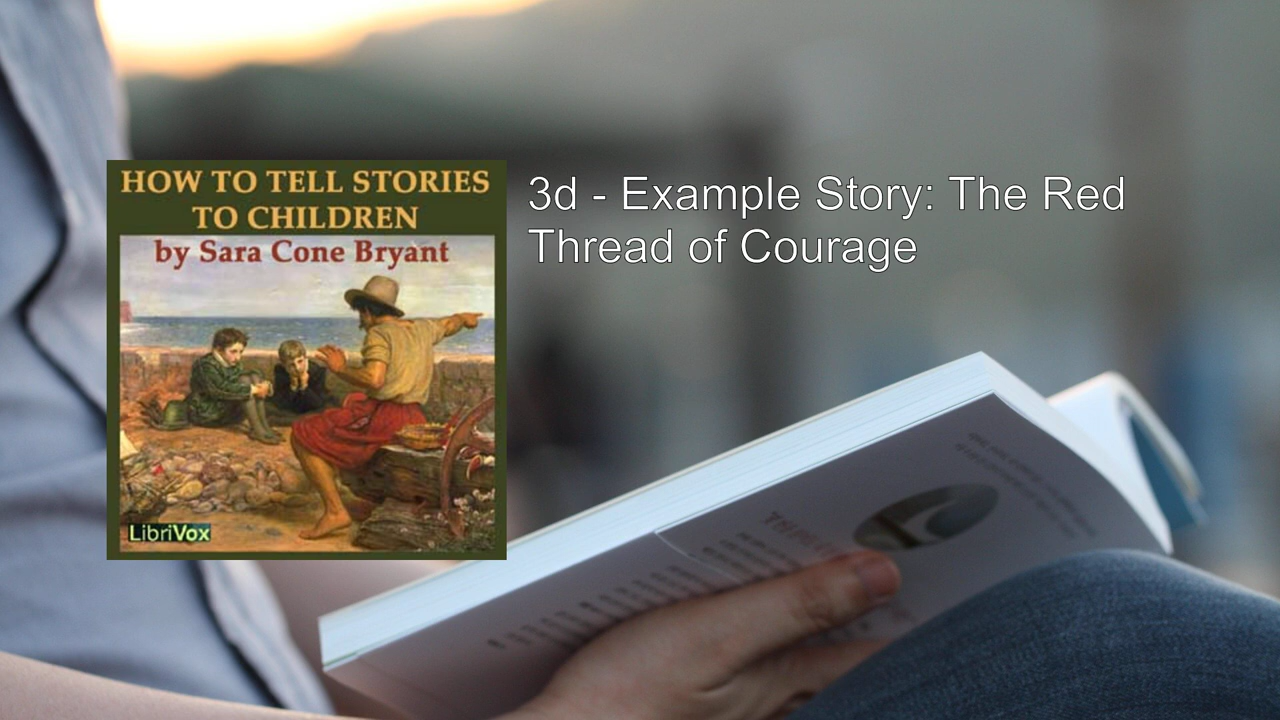 HOW TO TELL STORIES
TO CHILDREN
by Sara Cone Bryant
LibriVox
3d - Example Story: The Red
Thread of Courage